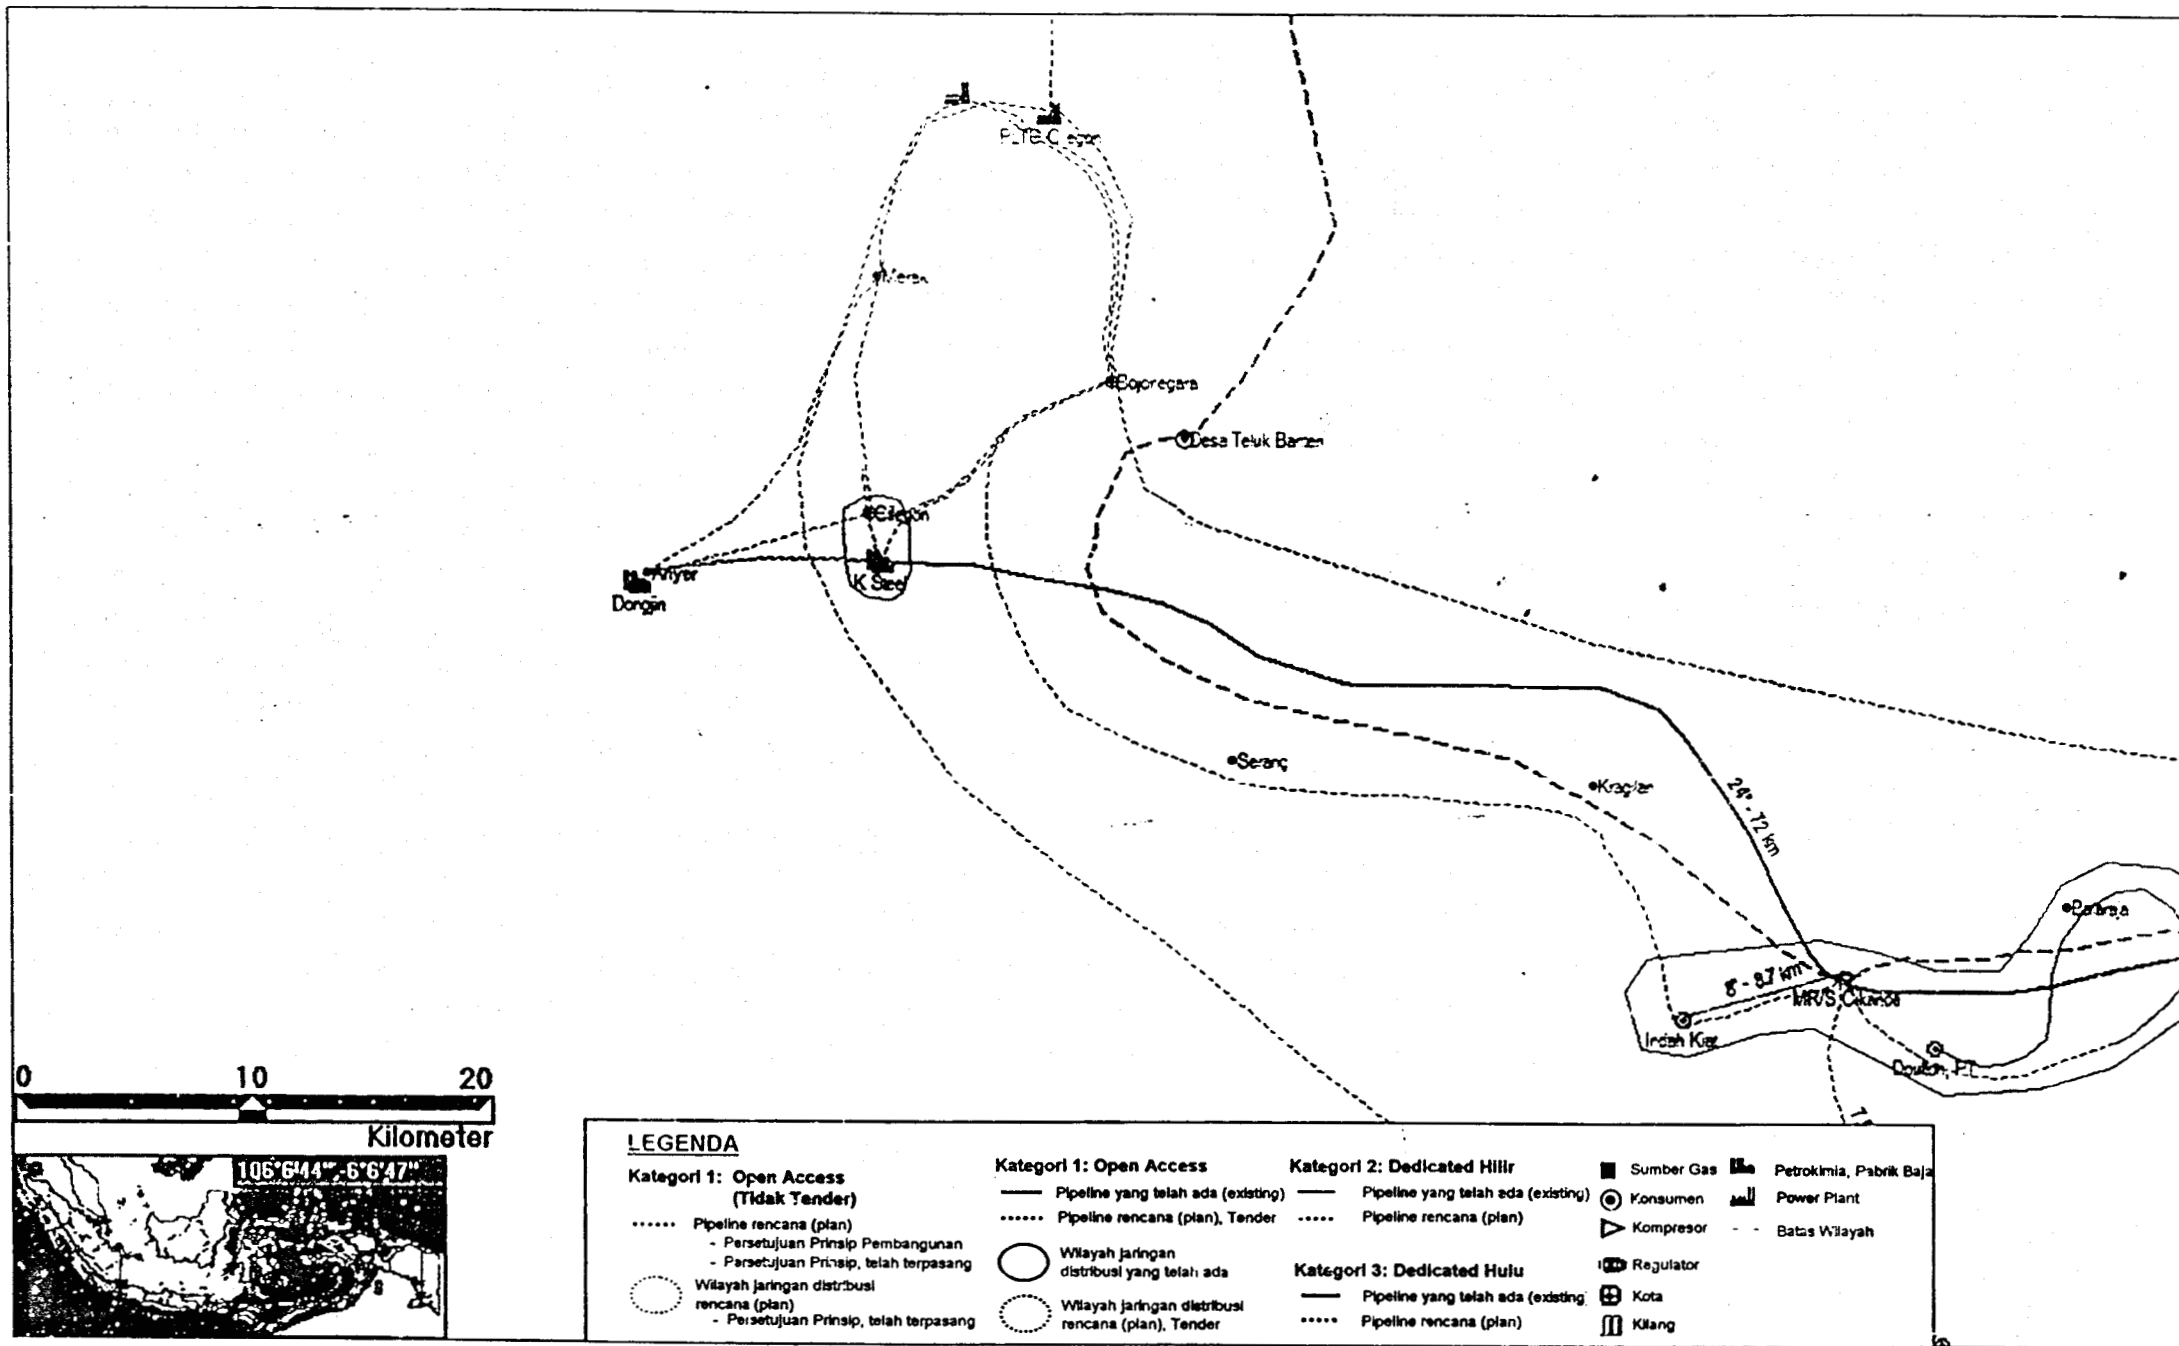 Merak
Bojonegara
Desa Teluk Banten
Cilegon
Anyer
K Steel
Dongjin
Serang
Kragilan
24" - 72 km
Balaraja
8" - 8.7 km
MR/S Cikande
Indah Kiat
0 10 20
Kilometer
106°6'44" -6°6'47"
LEGENDA
Kategori 1: Open Access
(Tidak Tender)
Pipeline rencana (plan)
- Persetujuan Prinsip Pembangunan
- Persetujuan Prinsip, telah terpasang
Wilayah jaringan distribusi
rencana (plan)
- Persetujuan Prinsip, telah terpasang
Kategori 1: Open Access
Pipeline yang telah ada (existing)
Pipeline rencana (plan), Tender
Wilayah jaringan
distribusi yang telah ada
Wilayah jaringan distribusi
rencana (plan), Tender
Kategori 2: Dedicated Hilir
Pipeline yang telah ada (existing)
Pipeline rencana (plan)
Kategori 3: Dedicated Hulu
Pipeline yang telah ada (existing)
Pipeline rencana (plan)
Sumber Gas
Konsumen
Kompresor
Regulator
Kota
Kilang
Petrokimia, Pabrik Baja
Power Plant
Batas Wilayah